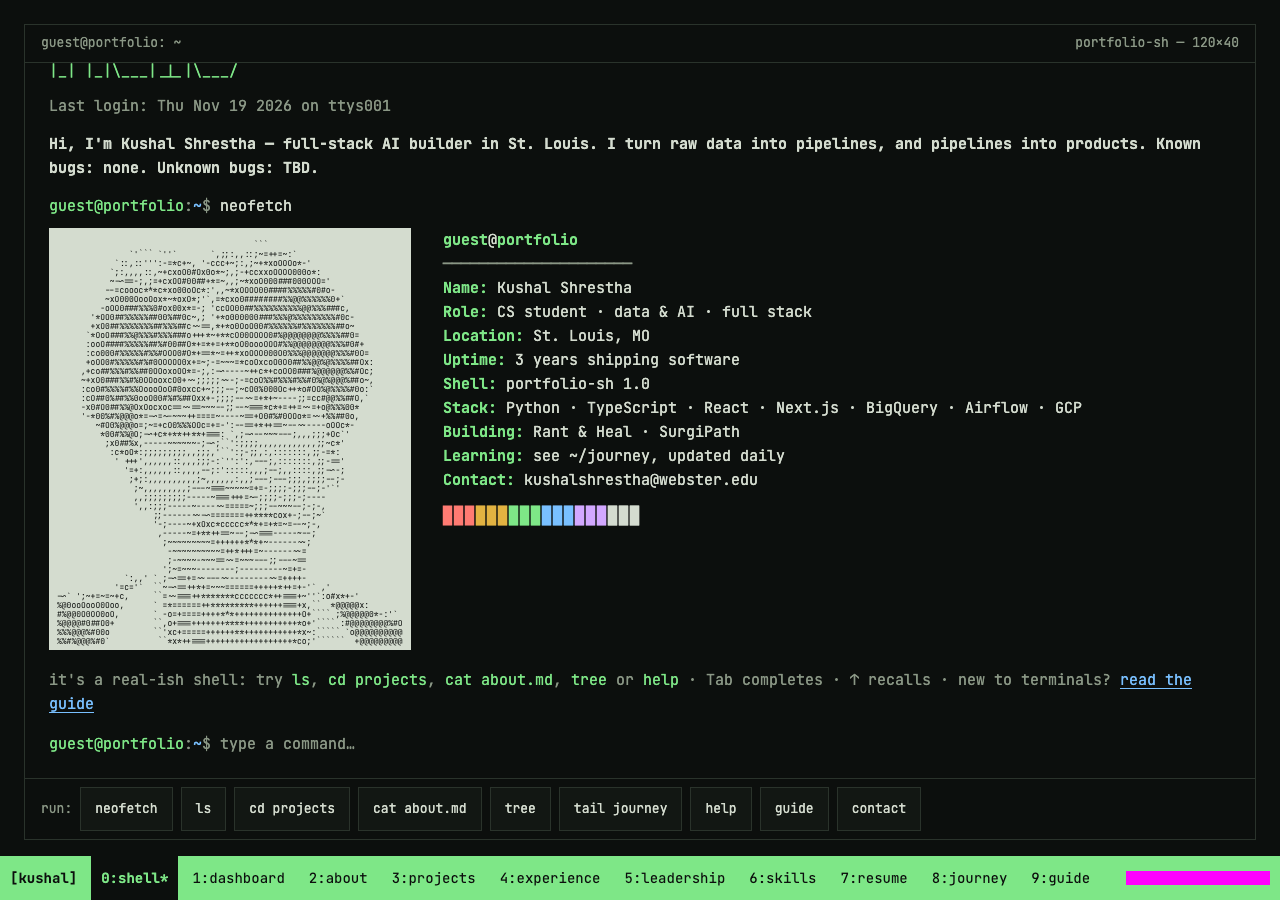 guest@portfolio: ~
portfolio-sh — 120×40
Last login: Thu Nov 19 2026 on ttys001
Hi, I'm Kushal Shrestha — full-stack AI builder in St. Louis. I turn raw data into pipelines, and pipelines into products. Known
bugs: none. Unknown bugs: TBD.
guest@portfolio:~$ neofetch
guest@portfolio
Name: Kushal Shrestha
Role: CS student · data & AI · full stack
Location: St. Louis, MO
Uptime: 3 years shipping software
Shell: portfolio-sh 1.0
Stack: Python · TypeScript · React · Next.js · BigQuery · Airflow · GCP
Building: Rant & Heal · SurgiPath
Learning: see ~/journey, updated daily
Contact: kushalshrestha@webster.edu
it's a real-ish shell: try ls, cd projects, cat about.md, tree or help · Tab completes · ↑ recalls · new to terminals? read the
guide
guest@portfolio:~$ type a command…
run: neofetch ls cd projects cat about.md tree tail journey help guide contact
[kushal] 0:shell* 1:dashboard 2:about 3:projects 4:experience 5:leadership 6:skills 7:resume 8:journey 9:guide